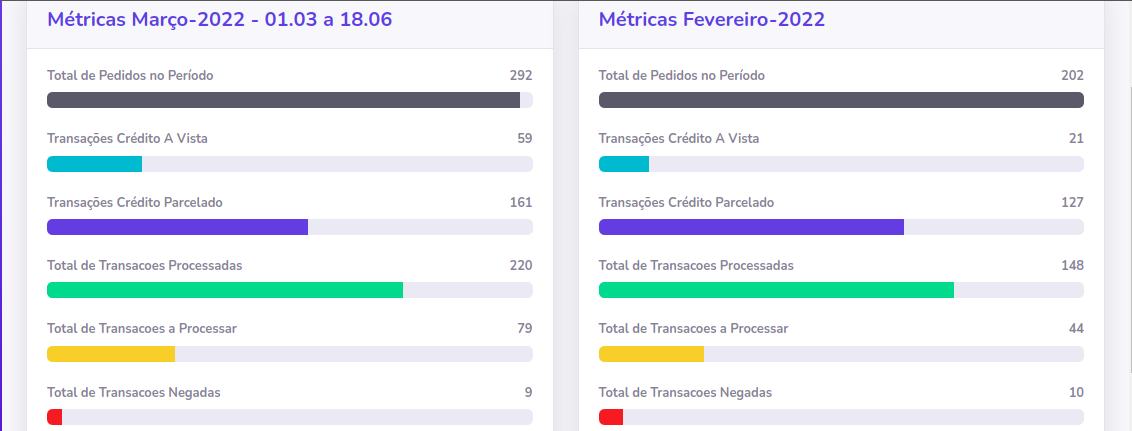 Métricas Março-2022 - 01.03 a 18.06
Total de Pedidos no Período 292
Transações Crédito A Vista 59
Transações Crédito Parcelado 161
Total de Transacoes Processadas 220
Total de Transacoes a Processar 79
Total de Transacoes Negadas 9
Métricas Fevereiro-2022
Total de Pedidos no Período 202
Transações Crédito A Vista 21
Transações Crédito Parcelado 127
Total de Transacoes Processadas 148
Total de Transacoes a Processar 44
Total de Transacoes Negadas 10